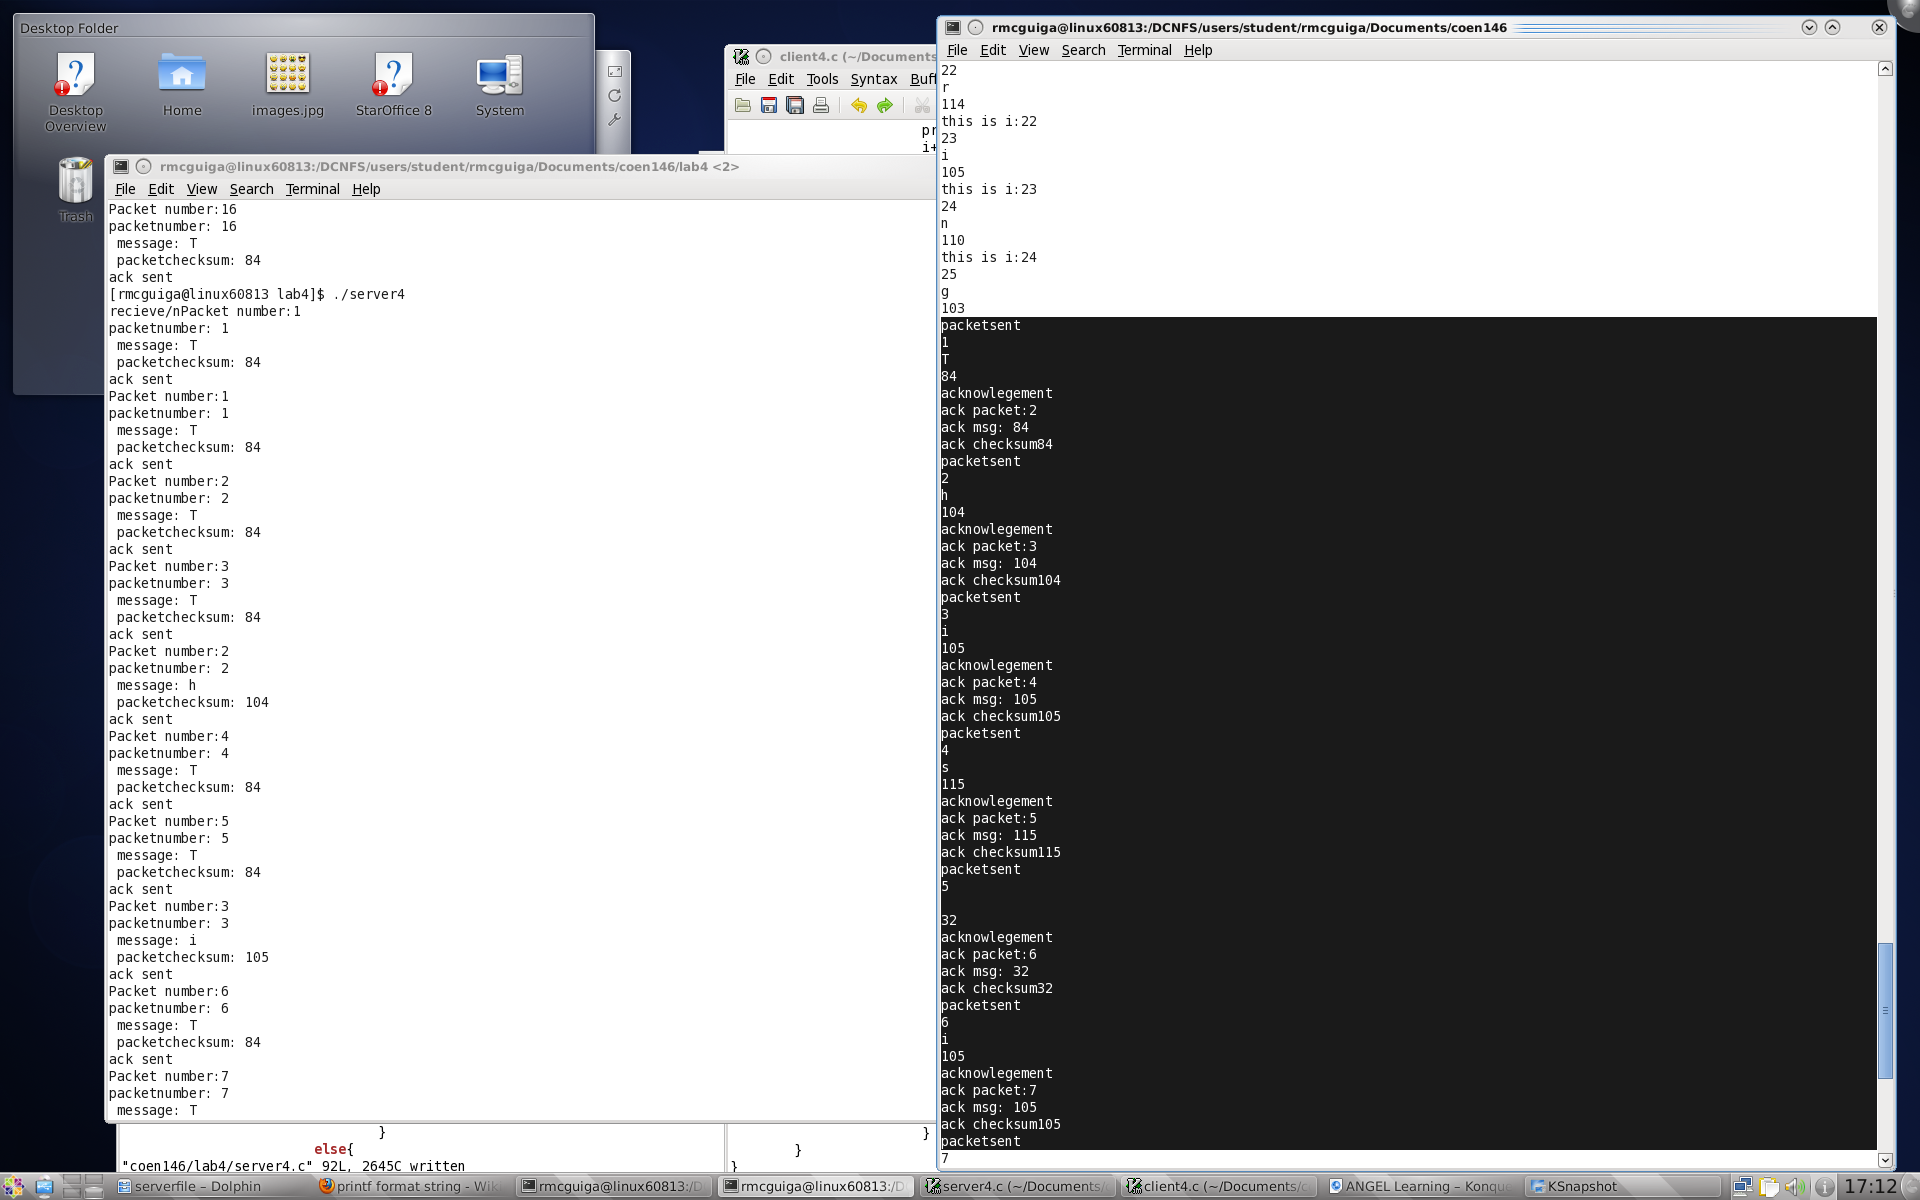 Desktop Folder
Desktop
Overview
Home
images.jpg
StarOffice 8
System
Trash
client4.c (~/Documents
File Edit Tools Syntax Buff
pr
i+
rmcguiga@linux60813:/DCNFS/users/student/rmcguiga/Documents/coen146/lab4 <2>
File Edit View Search Terminal Help
Packet number:16
packetnumber: 16
message: T
packetchecksum: 84
ack sent
[rmcguiga@linux60813 lab4]$ ./server4
recieve/nPacket number:1
packetnumber: 1
message: T
packetchecksum: 84
ack sent
Packet number:1
packetnumber: 1
message: T
packetchecksum: 84
ack sent
Packet number:2
packetnumber: 2
message: T
packetchecksum: 84
ack sent
Packet number:3
packetnumber: 3
message: T
packetchecksum: 84
ack sent
Packet number:2
packetnumber: 2
message: h
packetchecksum: 104
ack sent
Packet number:4
packetnumber: 4
message: T
packetchecksum: 84
ack sent
Packet number:5
packetnumber: 5
message: T
packetchecksum: 84
ack sent
Packet number:3
packetnumber: 3
message: i
packetchecksum: 105
ack sent
Packet number:6
packetnumber: 6
message: T
packetchecksum: 84
ack sent
Packet number:7
packetnumber: 7
message: T
}
else{
"coen146/lab4/server4.c" 92L, 2645C written
}
}
}
rmcguiga@linux60813:/DCNFS/users/student/rmcguiga/Documents/coen146
File Edit View Search Terminal Help
22
r
114
this is i:22
23
i
105
this is i:23
24
n
110
this is i:24
25
g
103
packetsent
1
T
84
acknowlegement
ack packet:2
ack msg: 84
ack checksum84
packetsent
2
h
104
acknowlegement
ack packet:3
ack msg: 104
ack checksum104
packetsent
3
i
105
acknowlegement
ack packet:4
ack msg: 105
ack checksum105
packetsent
4
s
115
acknowlegement
ack packet:5
ack msg: 115
ack checksum115
packetsent
5
32
acknowlegement
ack packet:6
ack msg: 32
ack checksum32
packetsent
6
i
105
acknowlegement
ack packet:7
ack msg: 105
ack checksum105
packetsent
7
serverfile – Dolphin
printf format string - Wik
rmcguiga@linux60813:/D
rmcguiga@linux60813:/D
server4.c (~/Documents/
client4.c (~/Documents/c
ANGEL Learning – Konqu
KSnapshot
17:12